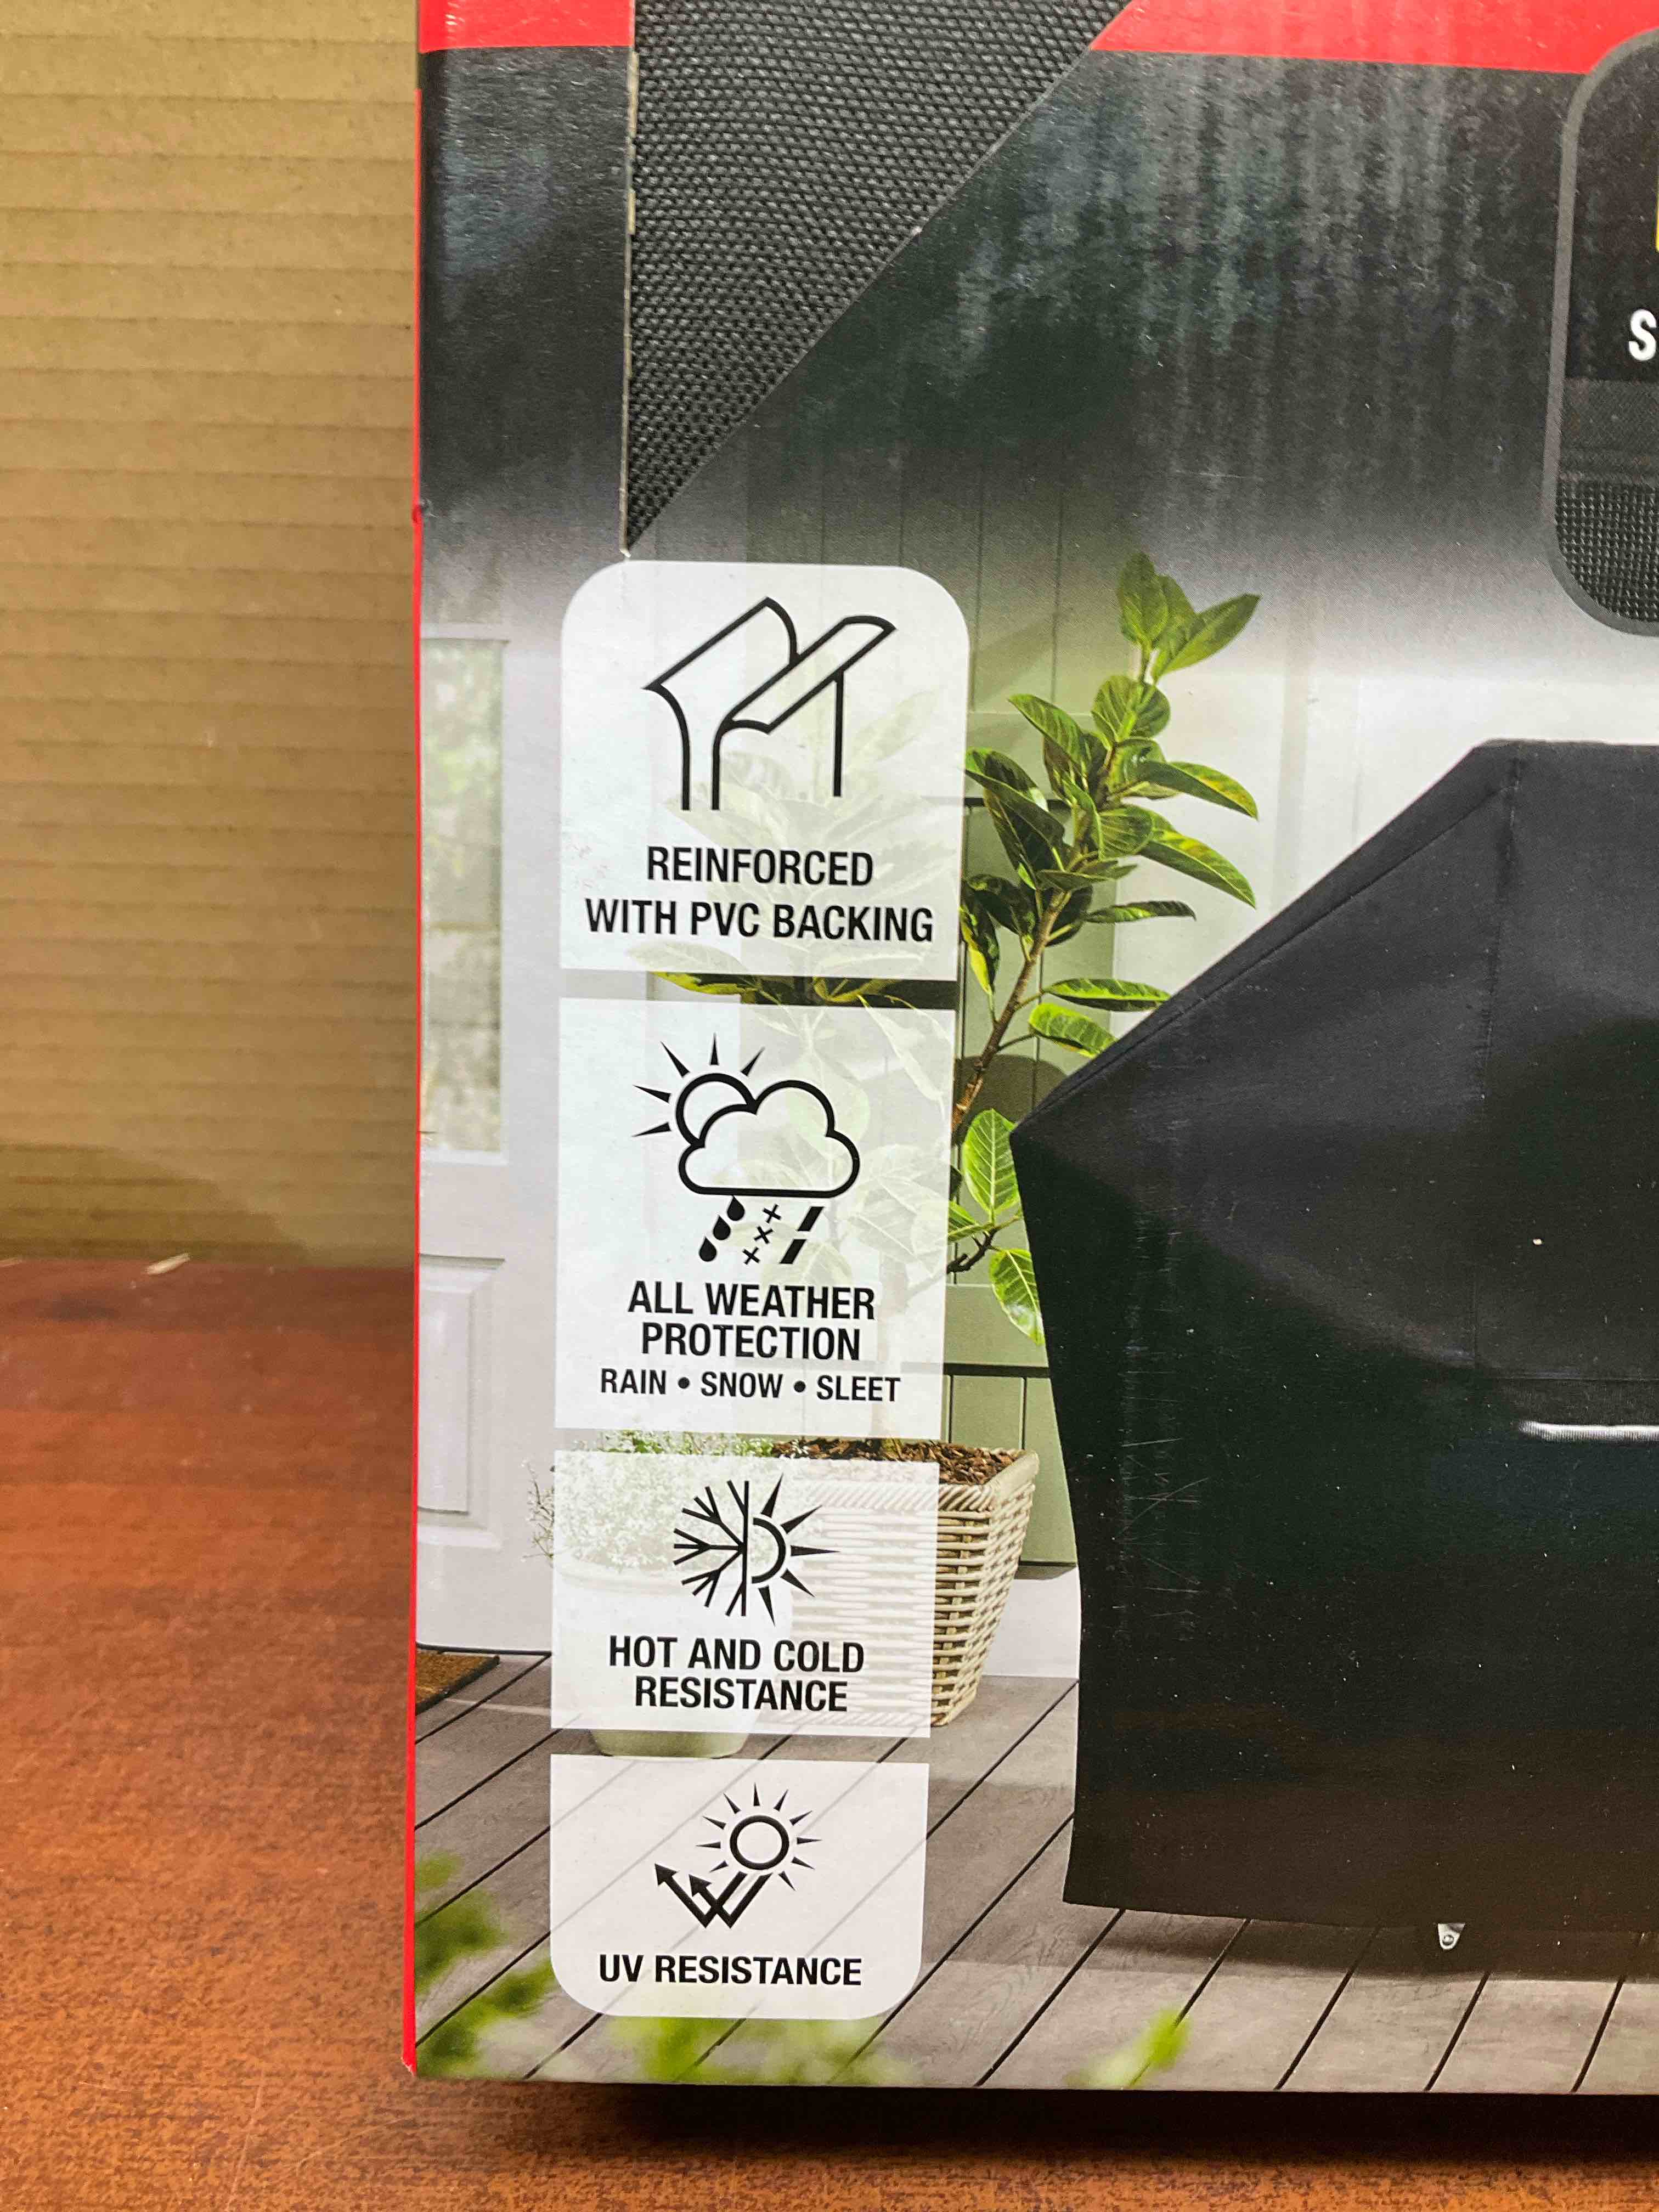 S
REINFORCED
WITH PVC BACKING
ALL WEATHER
PROTECTION
RAIN • SNOW • SLEET
HOT AND COLD
RESISTANCE
UV RESISTANCE